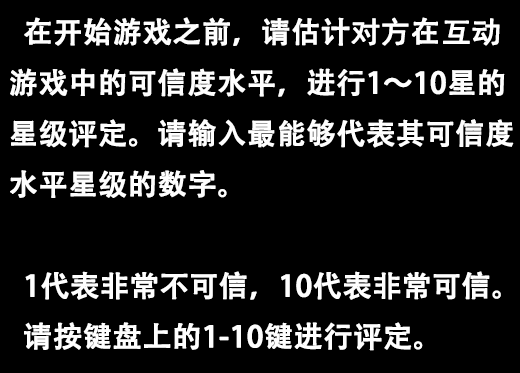 在开始游戏之前，请估计对方在互动
游戏中的可信度水平，进行1～10星的
星级评定。请输入最能够代表其可信度
水平星级的数字。
1代表非常不可信，10代表非常可信。
请按键盘上的1-10键进行评定。